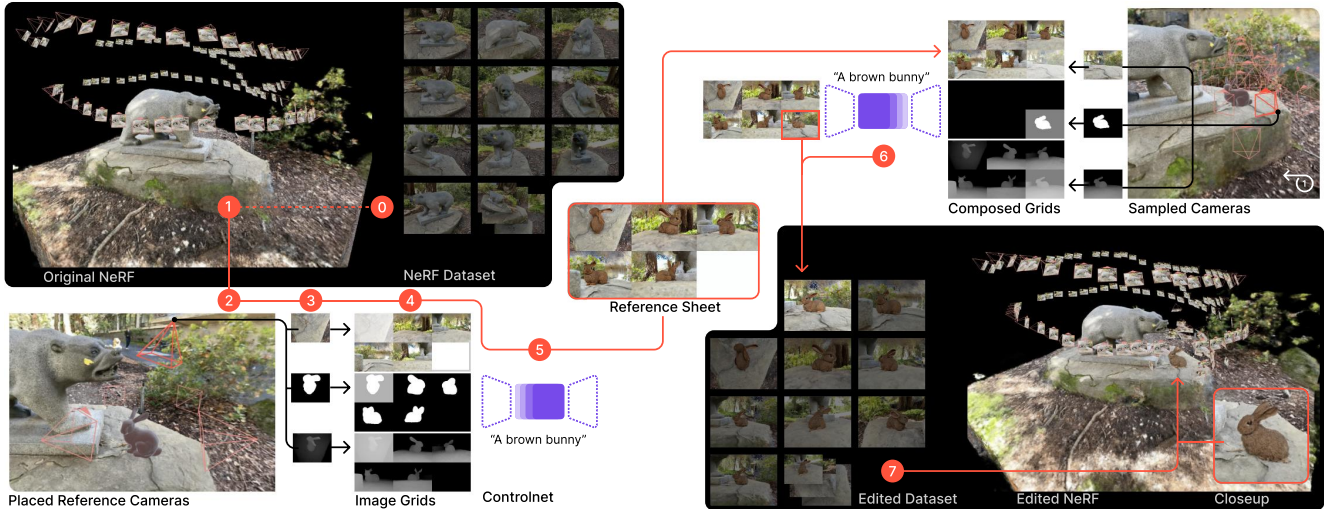 Original NeRF
NeRF Dataset
0
1
2
3
4
5
Placed Reference Cameras
Image Grids
Controlnet
“A brown bunny”
Reference Sheet
“A brown bunny”
6
Composed Grids
Sampled Cameras
1
7
Edited Dataset
Edited NeRF
Closeup